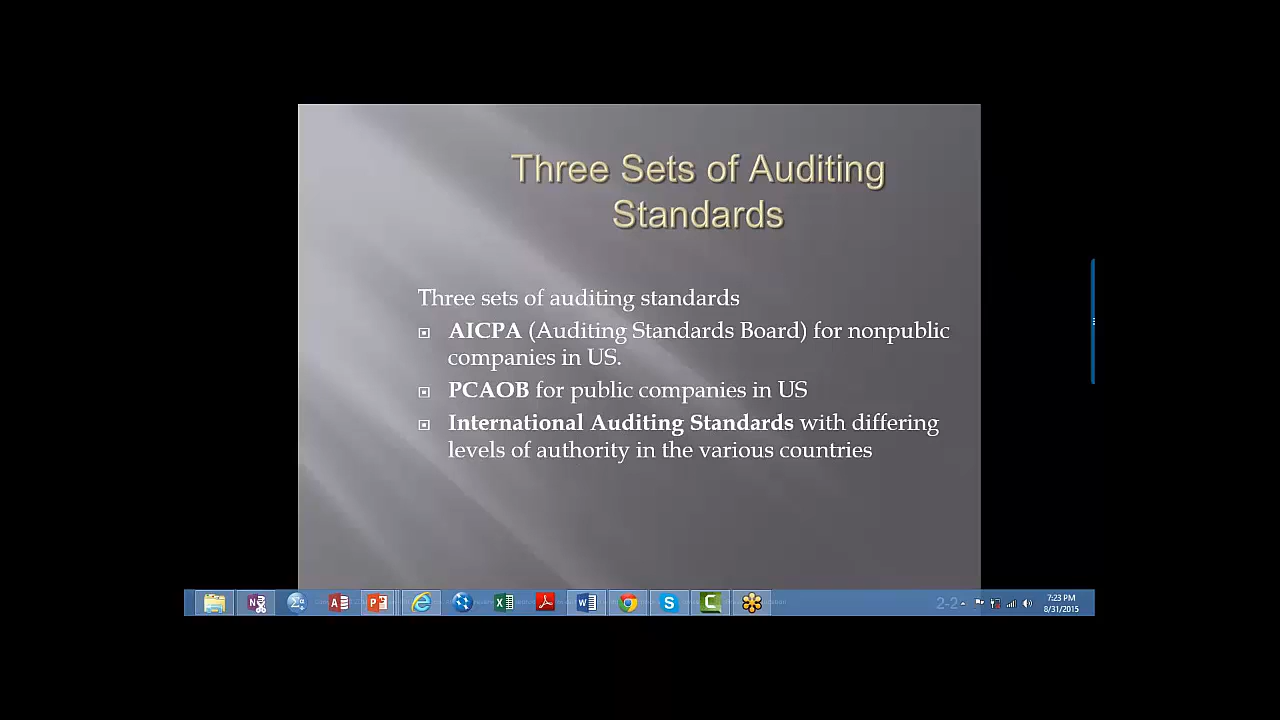 Three Sets of Auditing
Standards
Three sets of auditing standards
AICPA (Auditing Standards Board) for nonpublic
companies in US.
PCAOB for public companies in US
International Auditing Standards with differing
levels of authority in the various countries
2-2
7:23 PM
8/31/2015